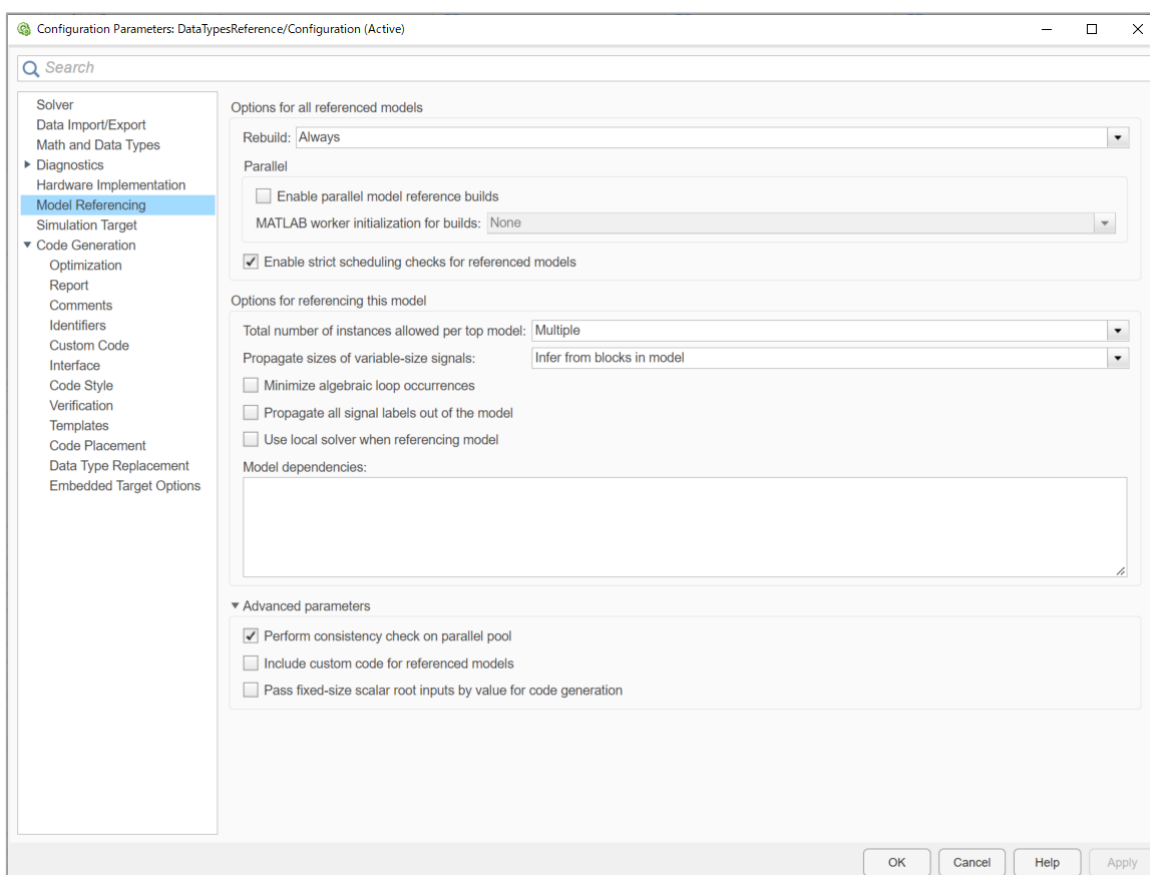 Configuration Parameters: DataTypesReference/Configuration (Active)
Search
Solver
Data Import/Export
Math and Data Types
Diagnostics
Hardware Implementation
Model Referencing
Simulation Target
Code Generation
Optimization
Report
Comments
Identifiers
Custom Code
Interface
Code Style
Verification
Templates
Code Placement
Data Type Replacement
Embedded Target Options
Options for all referenced models
Rebuild: Always
Parallel
Enable parallel model reference builds
MATLAB worker initialization for builds: None
Enable strict scheduling checks for referenced models
Options for referencing this model
Total number of instances allowed per top model: Multiple
Propagate sizes of variable-size signals: Infer from blocks in model
Minimize algebraic loop occurrences
Propagate all signal labels out of the model
Use local solver when referencing model
Model dependencies:
Advanced parameters
Perform consistency check on parallel pool
Include custom code for referenced models
Pass fixed-size scalar root inputs by value for code generation
OK Cancel Help Apply